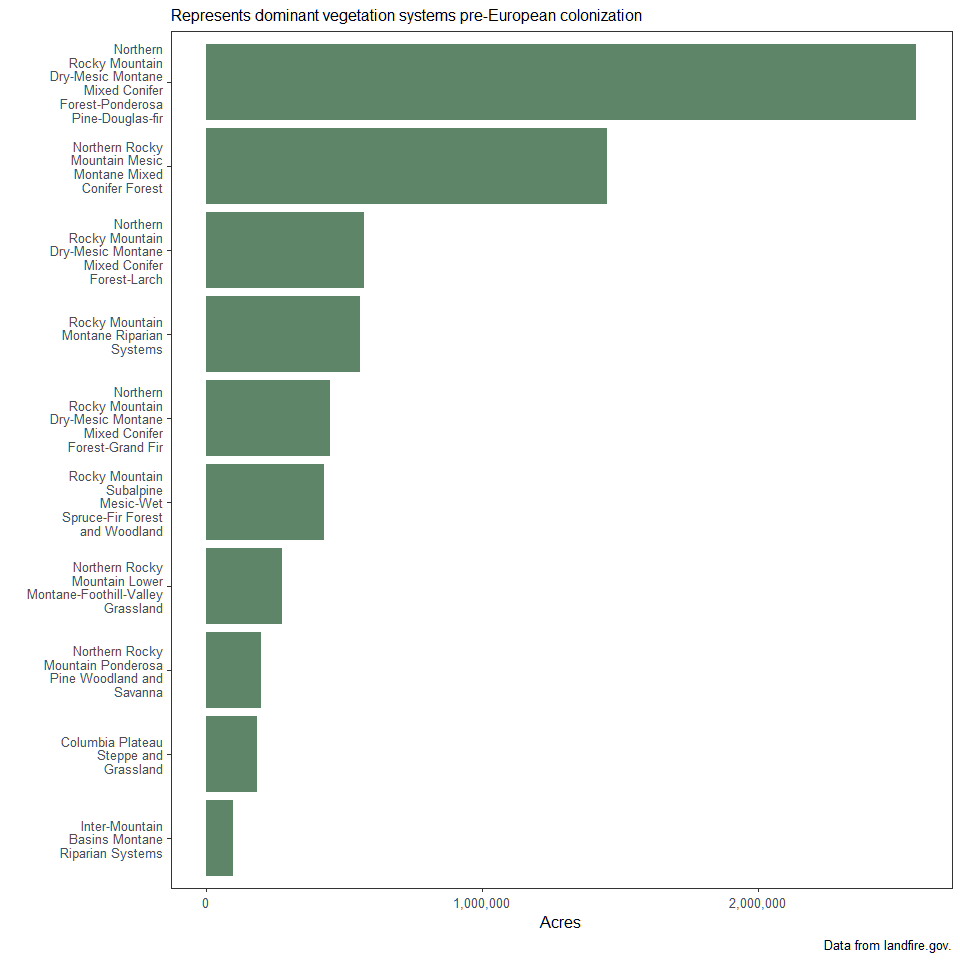 Represents dominant vegetation systems pre-European colonization
Northern
Rocky Mountain
Dry-Mesic Montane
Mixed Conifer
Forest-Ponderosa
Pine-Douglas-fir
Northern Rocky
Mountain Mesic
Montane Mixed
Conifer Forest
Northern
Rocky Mountain
Dry-Mesic Montane
Mixed Conifer
Forest-Larch
Rocky Mountain
Montane Riparian
Systems
Northern
Rocky Mountain
Dry-Mesic Montane
Mixed Conifer
Forest-Grand Fir
Rocky Mountain
Subalpine
Mesic-Wet
Spruce-Fir Forest
and Woodland
Northern Rocky
Mountain Lower
Montane-Foothill-Valley
Grassland
Northern Rocky
Mountain Ponderosa
Pine Woodland and
Savanna
Columbia Plateau
Steppe and
Grassland
Inter-Mountain
Basins Montane
Riparian Systems
0
1,000,000
2,000,000
Acres
Data from landfire.gov.